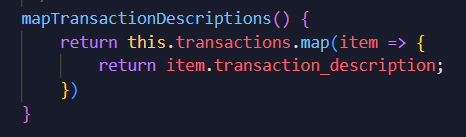 mapTransactionDescriptions() {
    return this.transactions.map(item => {
        return item.transaction_description;
    })
}